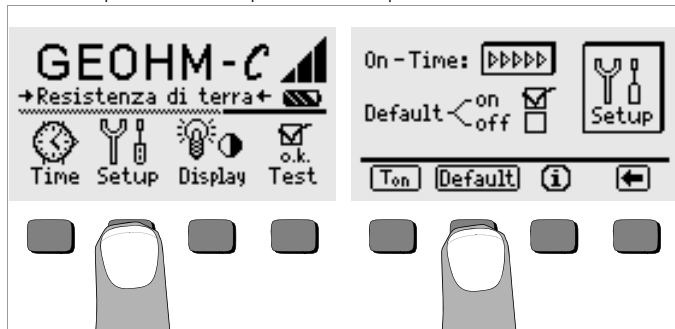 GEOHM-C
→Resistenza di terra←
Time Setup Display o.k. Test
On-Time: ▷▷▷▷▷
Default on
off
Setup
Ton Default i